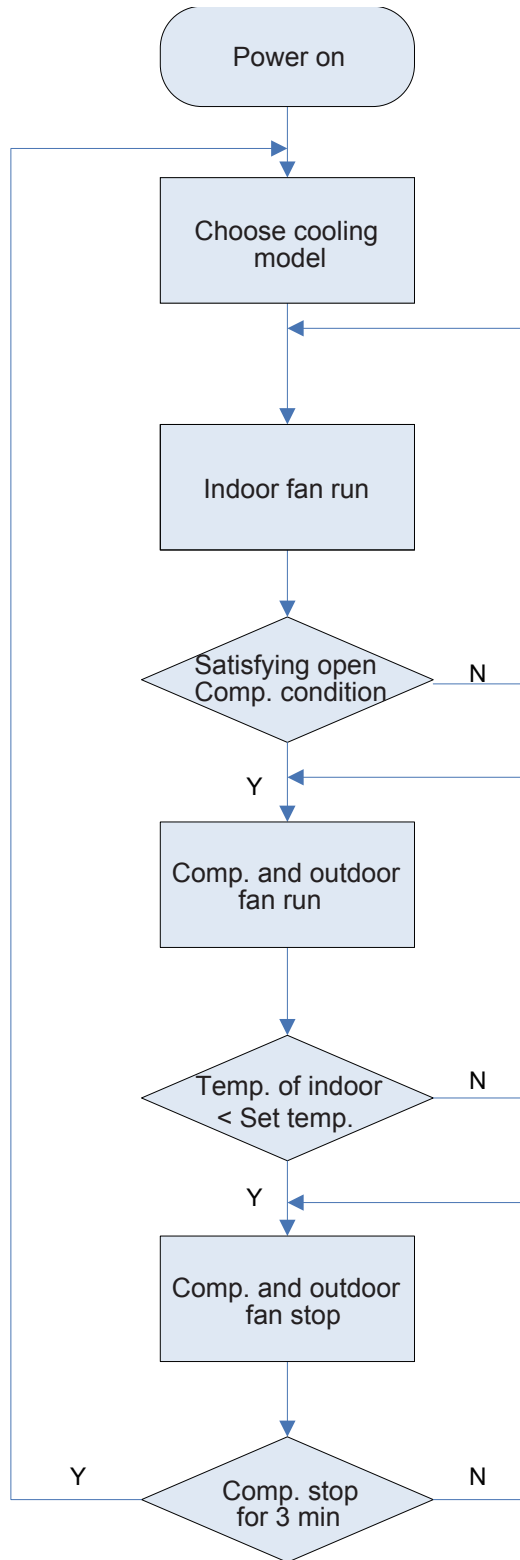 Power on
Choose cooling
model
Indoor fan run
Satisfying open
Comp. condition
N
Y
Comp. and outdoor
fan run
Temp. of indoor
< Set temp.
N
Y
Comp. and outdoor
fan stop
Y
Comp. stop
for 3 min
N